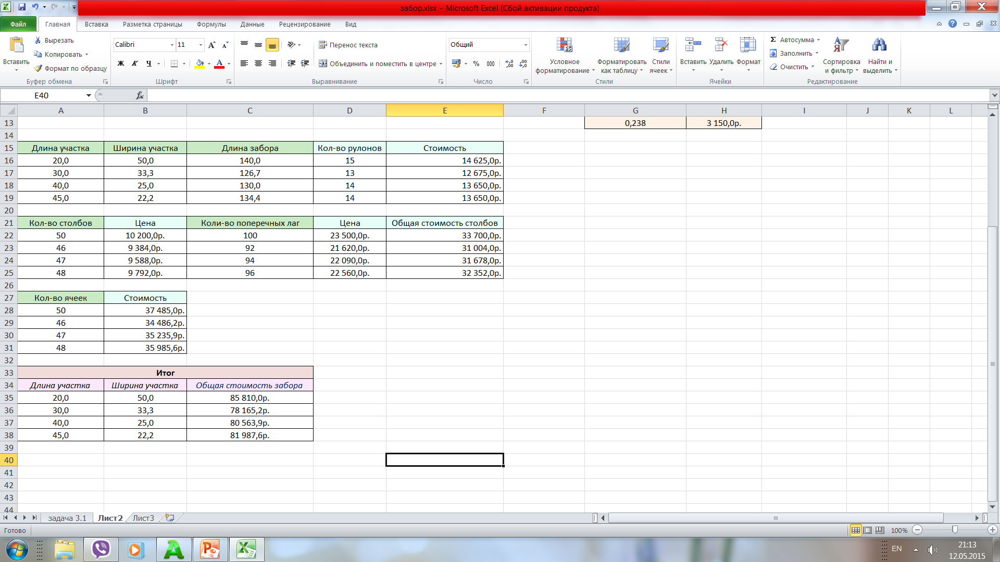 забор.xlsx - Microsoft Excel (Сбой активации продукта)
Файл Главная Вставка Разметка страницы Формулы Данные Рецензирование Вид
Вставить
Вырезать
Копировать
Формат по образцу
Буфер обмена
Calibri 11
Ж К Ч
Шрифт
Перенос текста
Объединить и поместить в центре
Выравнивание
Общий
% 000
Число
Условное форматирование
Форматировать как таблицу
Стили ячеек
Стили
Вставить Удалить Формат
Ячейки
Σ Автосумма
Заполнить
Очистить
Сортировка и фильтр
Найти и выделить
Редактирование
E40 fx
A B C D E F G H I J K L
13 0,238 3 150,0р.
14
15 Длина участка Ширина участка Длина забора Кол-во рулонов Стоимость
16 20,0 50,0 140,0 15 14 625,0р.
17 30,0 33,3 126,7 13 12 675,0р.
18 40,0 25,0 130,0 14 13 650,0р.
19 45,0 22,2 134,4 14 13 650,0р.
20
21 Кол-во столбов Цена Коли-во поперечных лаг Цена Общая стоимость столбов
22 50 10 200,0р. 100 23 500,0р. 33 700,0р.
23 46 9 384,0р. 92 21 620,0р. 31 004,0р.
24 47 9 588,0р. 94 22 090,0р. 31 678,0р.
25 48 9 792,0р. 96 22 560,0р. 32 352,0р.
26
27 Кол-во ячеек Стоимость
28 50 37 485,0р.
29 46 34 486,2р.
30 47 35 235,9р.
31 48 35 985,6р.
32
33 Итог
34 Длина участка Ширина участка Общая стоимость забора
35 20,0 50,0 85 810,0р.
36 30,0 33,3 78 165,2р.
37 40,0 25,0 80 563,9р.
38 45,0 22,2 81 987,6р.
39
40
41
42
43
44
задача 3.1 Лист2 Лист3
Готово 100%
EN 21:13
12.05.2015